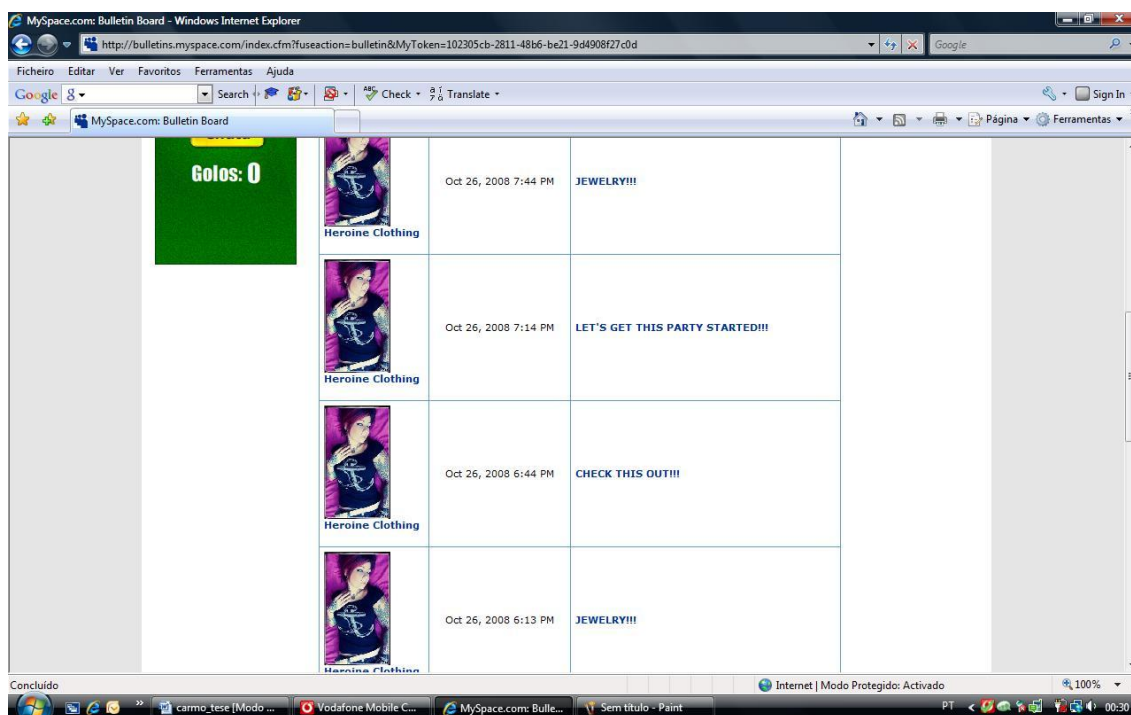 MySpace.com: Bulletin Board - Windows Internet Explorer
http://bulletins.myspace.com/index.cfm?fuseaction=bulletin&MyToken=102305cb-2811-48b6-be21-9d4908f27c0d
Google
Ficheiro Editar Ver Favoritos Ferramentas Ajuda
Google Search Check Translate Sign In
MySpace.com: Bulletin Board Página Ferramentas
Golos: 0
Oct 26, 2008 7:44 PM JEWELRY!!!
Heroine Clothing
Oct 26, 2008 7:14 PM LET'S GET THIS PARTY STARTED!!!
Heroine Clothing
Oct 26, 2008 6:44 PM CHECK THIS OUT!!!
Heroine Clothing
Oct 26, 2008 6:13 PM JEWELRY!!!
Heroine Clothing
Concluído Internet | Modo Protegido: Activado 100%
carmo_tese [Modo ... Vodafone Mobile C... MySpace.com: Bulle... Sem título - Paint PT 00:30